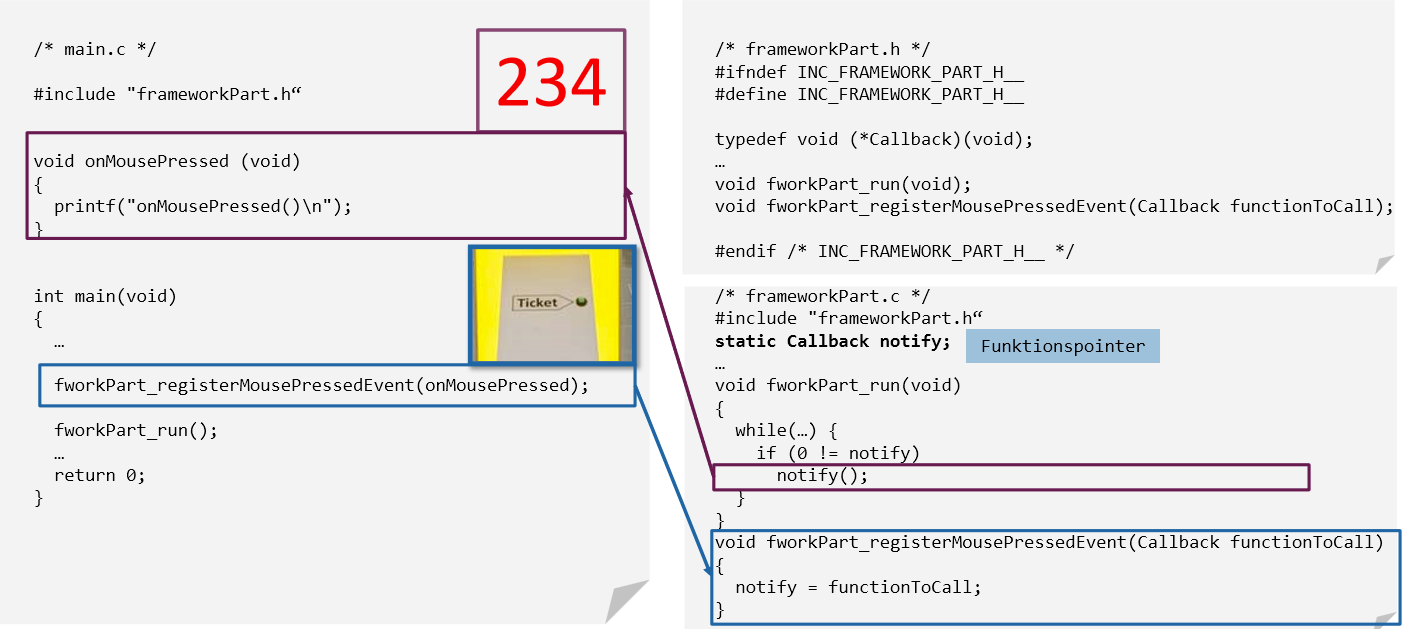 /* main.c */
234
#include "frameworkPart.h“
void onMousePressed (void)
{
  printf("onMousePressed()\n");
}
Ticket
int main(void)
{
  …
  fworkPart_registerMousePressedEvent(onMousePressed);
  fworkPart_run();
  …
  return 0;
}
/* frameworkPart.h */
#ifndef INC_FRAMEWORK_PART_H__
#define INC_FRAMEWORK_PART_H__
typedef void (*Callback)(void);
…
void fworkPart_run(void);
void fworkPart_registerMousePressedEvent(Callback functionToCall);
#endif /* INC_FRAMEWORK_PART_H__ */
/* frameworkPart.c */
#include "frameworkPart.h“
static Callback notify;
Funktionspointer
…
void fworkPart_run(void)
{
  while(…) {
    if (0 != notify)
      notify();
  }
}
void fworkPart_registerMousePressedEvent(Callback functionToCall)
{
  notify = functionToCall;
}